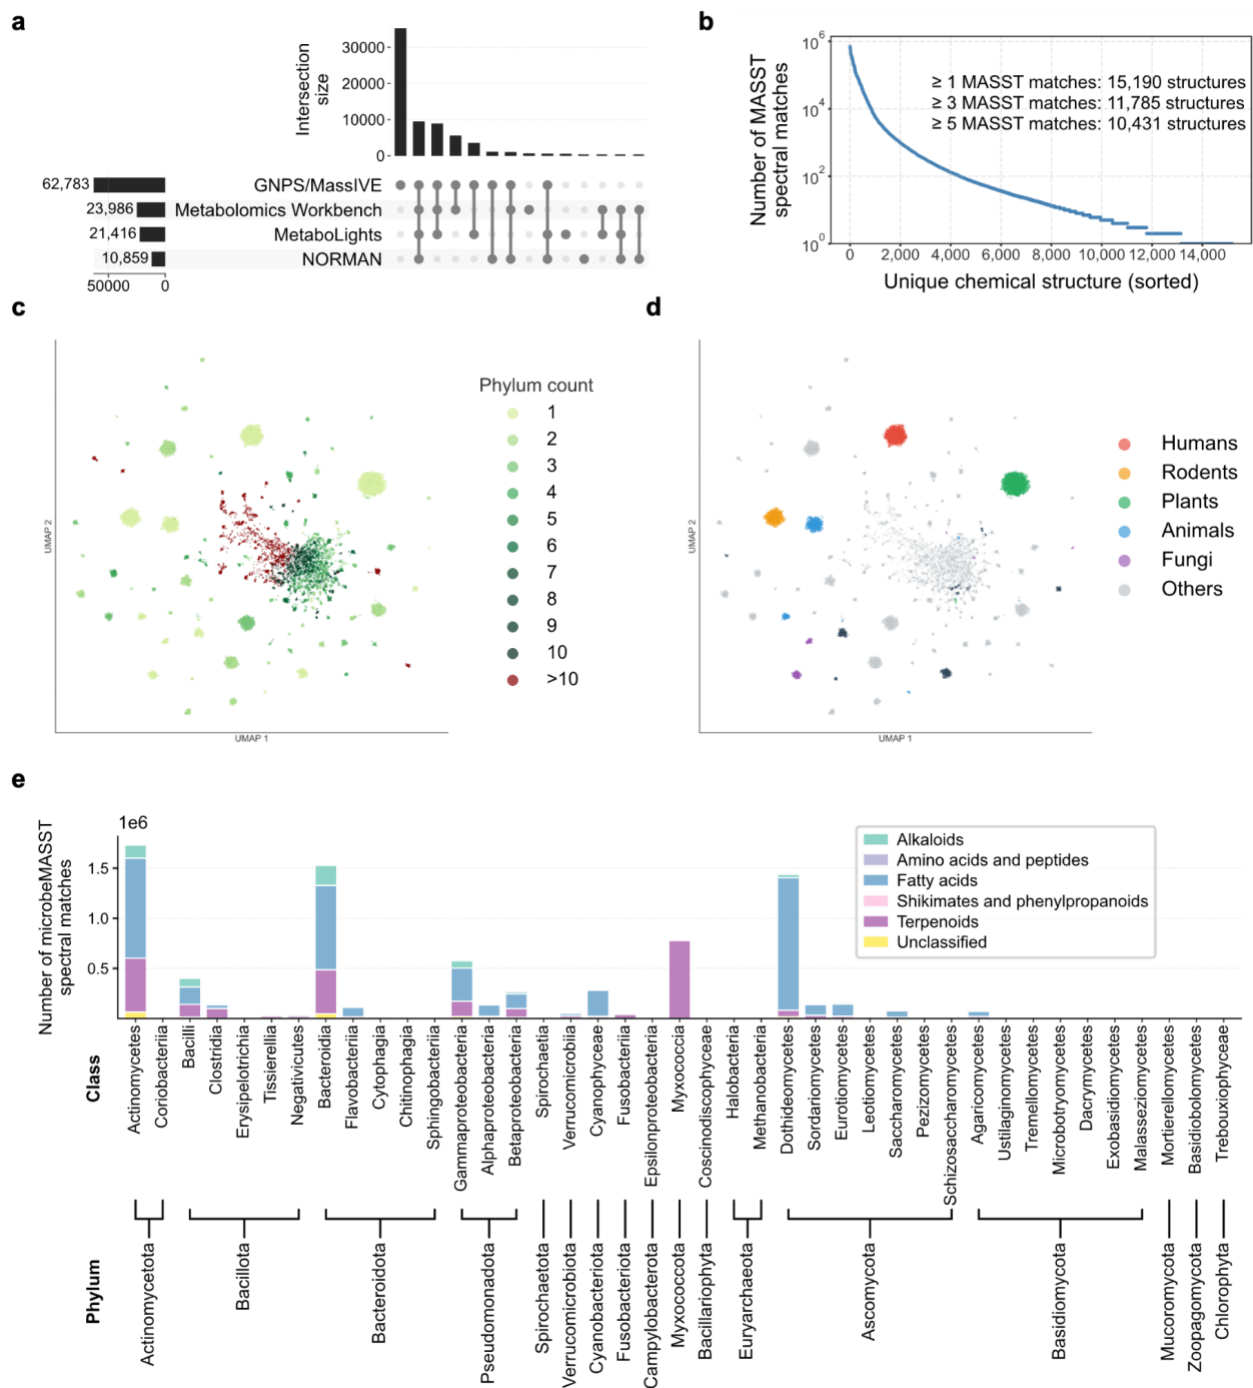 a
Intersection
size
30000
20000
10000
0
62,783
GNPS/MassIVE
23,986
Metabolomics Workbench
21,416
MetaboLights
10,859
NORMAN
50000
0
b
Number of MASST
spectral matches
10^6
10^4
10^2
10^0
≥ 1 MASST matches: 15,190 structures
≥ 3 MASST matches: 11,785 structures
≥ 5 MASST matches: 10,431 structures
0
2,000
4,000
6,000
8,000
10,000
12,000
14,000
Unique chemical structure (sorted)
c
UMAP 2
UMAP 1
Phylum count
1
2
3
4
5
6
7
8
9
10
>10
d
UMAP 2
UMAP 1
Humans
Rodents
Plants
Animals
Fungi
Others
e
Number of microbeMASST
spectral matches
1e6
1.5
1.0
0.5
Alkaloids
Amino acids and peptides
Fatty acids
Shikimates and phenylpropanoids
Terpenoids
Unclassified
Class
Actinomycetes
Coriobacteriia
Bacilli
Clostridia
Erysipelotrichia
Tissierellia
Negativicutes
Bacteroidia
Flavobacteriia
Cytophagia
Chitinophagia
Sphingobacteriia
Gammaproteobacteria
Alphaproteobacteria
Betaproteobacteria
Spirochaetia
Verrucomicrobiia
Cyanophyceae
Fusobacteriia
Epsilonproteobacteria
Myxococcia
Coscinodiscophyceae
Halobacteria
Methanobacteria
Dothideomycetes
Sordariomycetes
Eurotiomycetes
Leotiomycetes
Saccharomycetes
Pezizomycetes
Schizosaccharomycetes
Agaricomycetes
Ustilaginomycetes
Tremellomycetes
Microbotryomycetes
Dacrymycetes
Exobasidiomycetes
Malasseziomycetes
Mortierellomycetes
Basidiobolomycetes
Trebouxiophyceae
Phylum
Actinomycetota
Bacillota
Bacteroidota
Pseudomonadota
Spirochaetota
Verrucomicrobiota
Cyanobacteriota
Fusobacteriota
Campylobacterota
Myxococcota
Bacillariophyta
Euryarchaeota
Ascomycota
Basidiomycota
Mucoromycota
Zoopagomycota
Chlorophyta